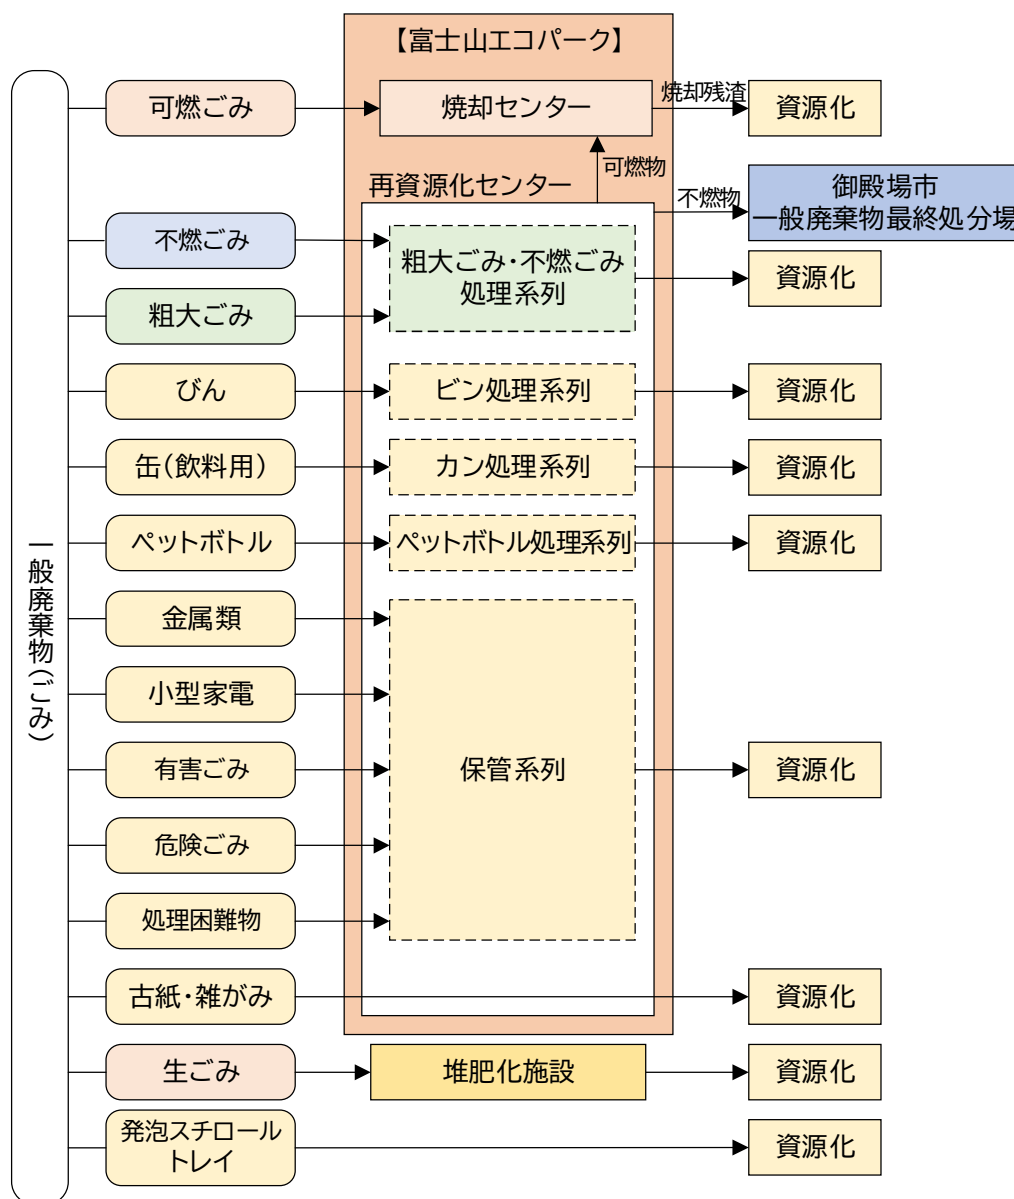 【富士山エコパーク】
可燃ごみ
焼却センター
焼却残渣
資源化
可燃物
再資源化センター
不燃物
御殿場市
一般廃棄物最終処分場
不燃ごみ
粗大ごみ・不燃ごみ
処理系列
資源化
粗大ごみ
びん
ビン処理系列
資源化
缶(飲料用)
カン処理系列
資源化
一般廃棄物(ごみ)
ペットボトル
ペットボトル処理系列
資源化
金属類
小型家電
有害ごみ
保管系列
資源化
危険ごみ
処理困難物
古紙・雑がみ
資源化
生ごみ
堆肥化施設
資源化
発泡スチロール
トレイ
資源化